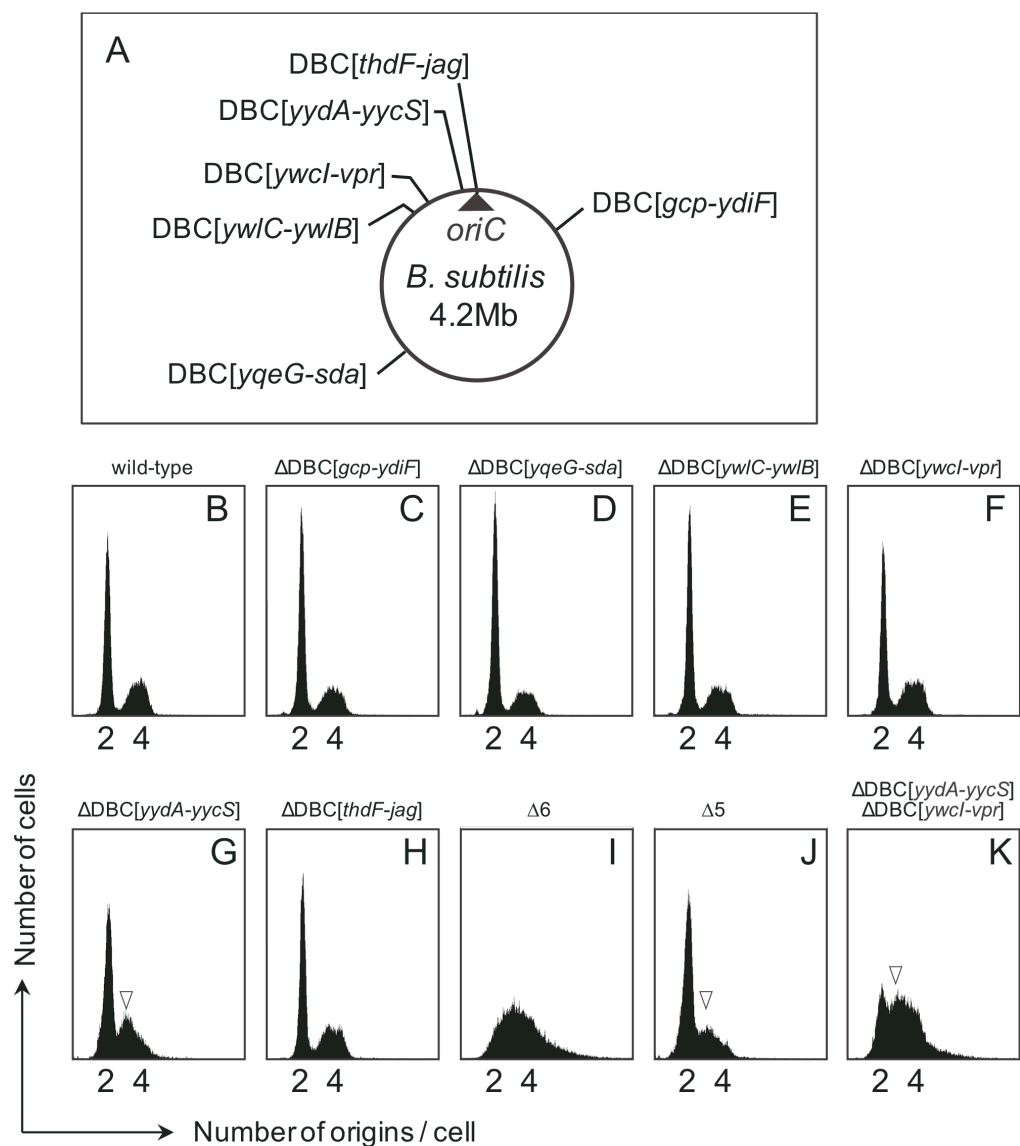 A
DBC[thdF-jag]
DBC[yydA-yycS]
DBC[ywcI-vpr]
DBC[gcp-ydiF]
DBC[ywlC-ywlB]
oriC
B. subtilis
4.2Mb
DBC[yqeG-sda]
wild-type
B
2 4
ΔDBC[gcp-ydiF]
C
2 4
ΔDBC[yqeG-sda]
D
2 4
ΔDBC[ywlC-ywlB]
E
2 4
ΔDBC[ywcI-vpr]
F
2 4
ΔDBC[yydA-yycS]
G
2 4
ΔDBC[thdF-jag]
H
2 4
Δ6
I
2 4
Δ5
J
2 4
ΔDBC[yydA-yycS]
ΔDBC[ywcI-vpr]
K
2 4
Number of cells
Number of origins / cell